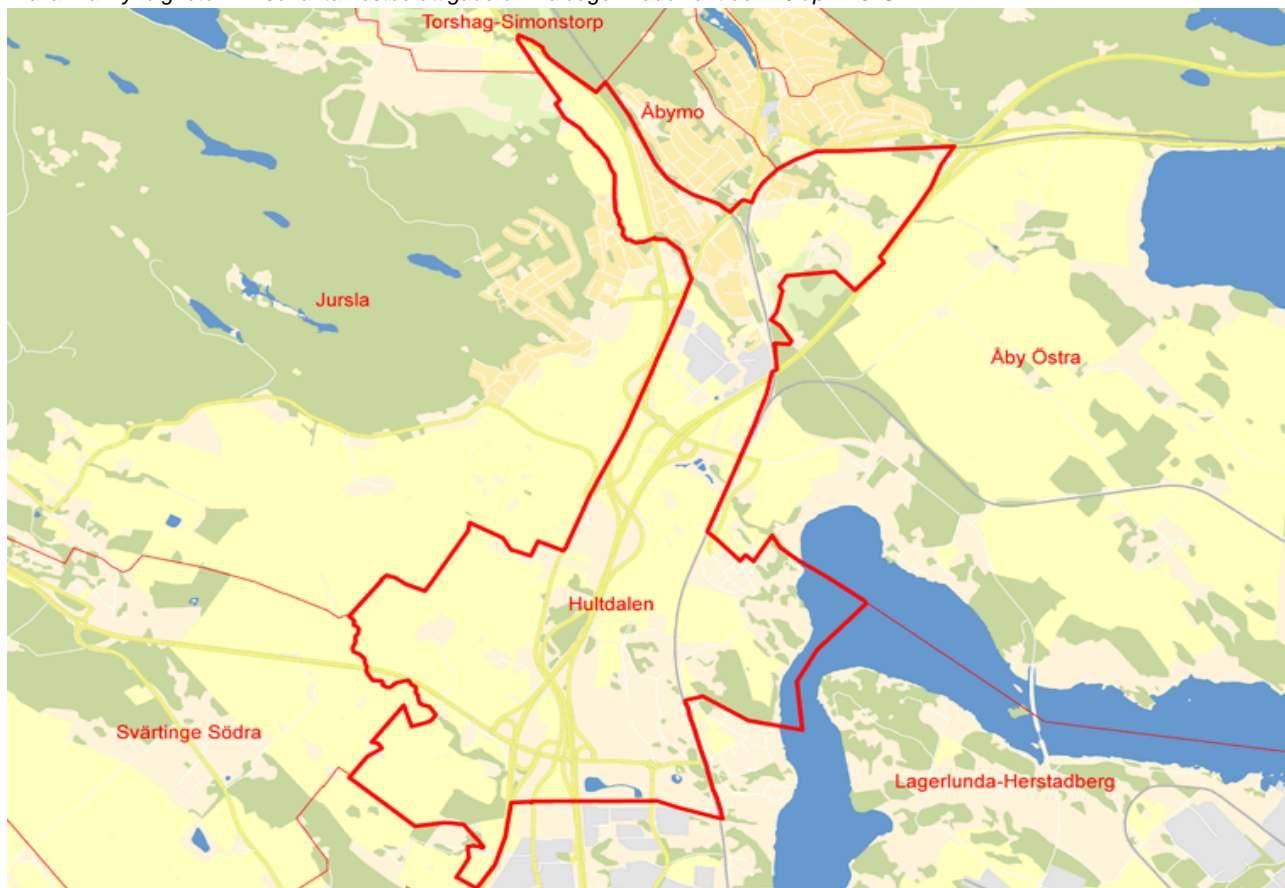 Torshag-Simonstorp
Åbymo
Jursla
Åby Östra
Hultdalen
Svärtinge Södra
Lagerlunda-Herstadberg